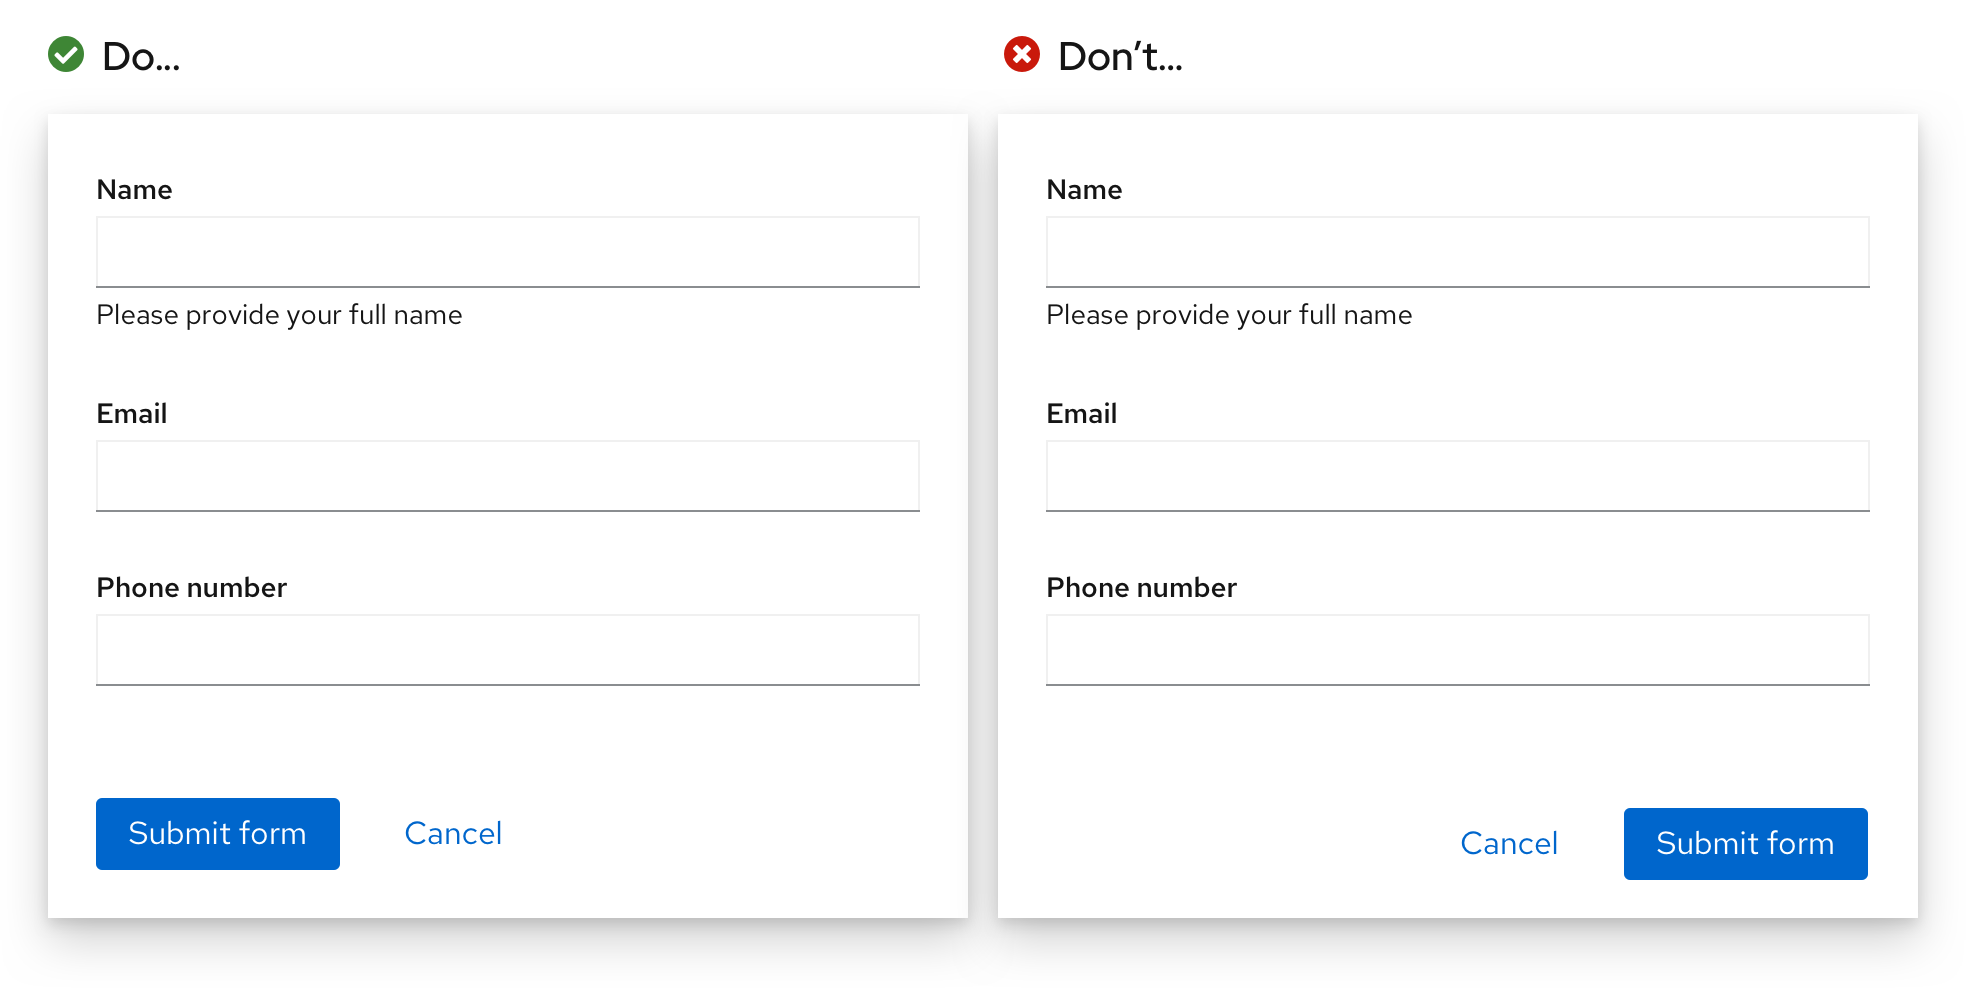 Do...
Name
Please provide your full name
Email
Phone number
Submit form
Cancel
Don’t...
Name
Please provide your full name
Email
Phone number
Cancel
Submit form